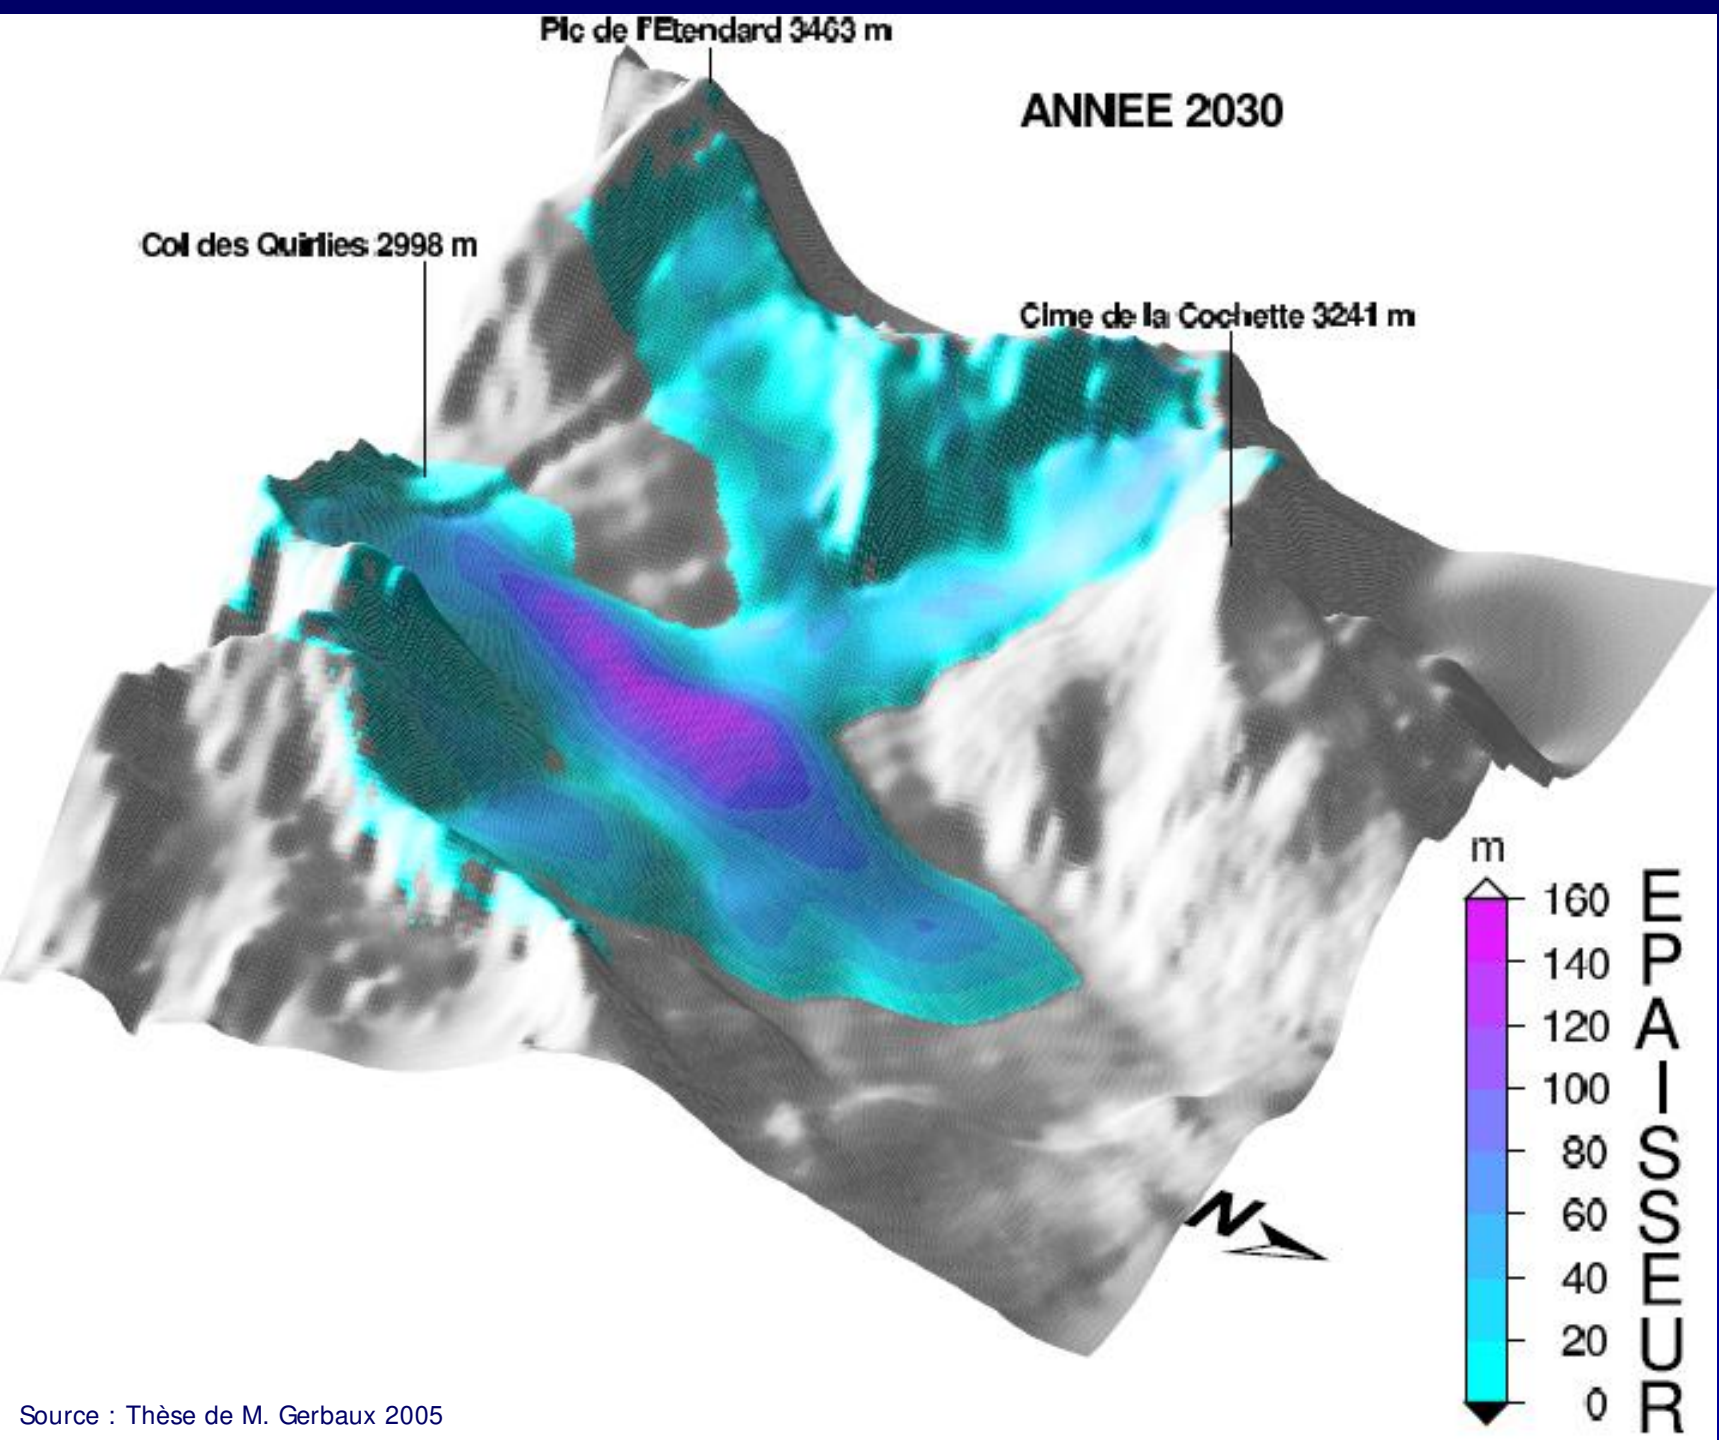 Pic de l'Etendard 3463 m
ANNEE 2030
Col des Quirlies 2998 m
Cime de la Cochette 3241 m
m
160
140
120
100
80
60
40
20
0
EPAISSEUR
N
Source : Thèse de M. Gerbaux 2005